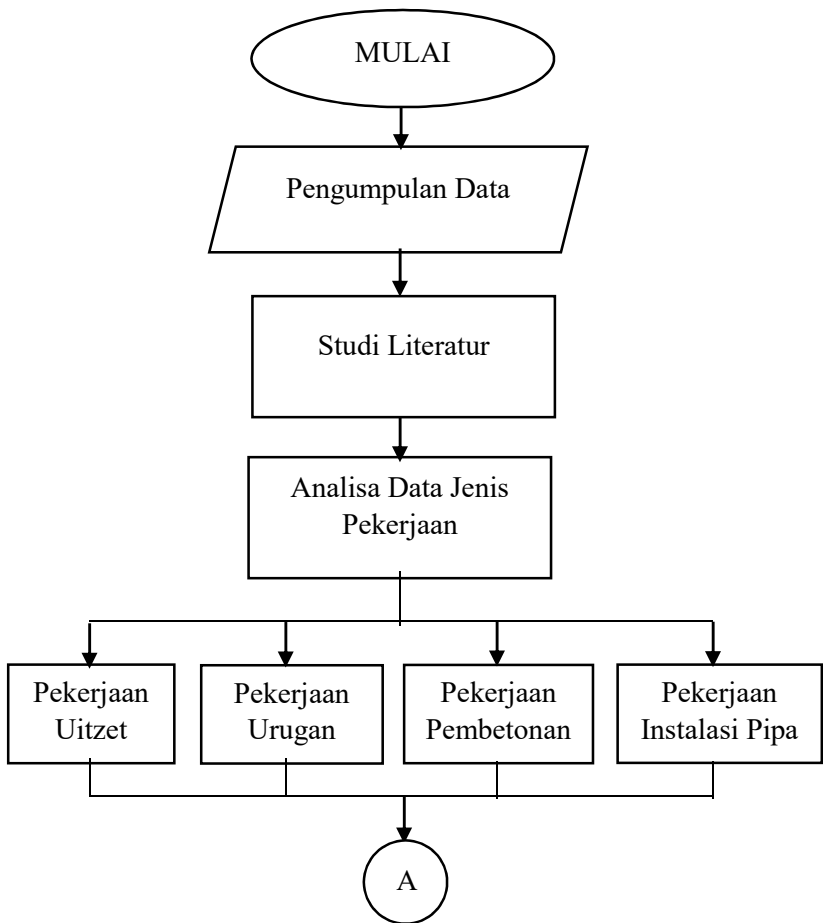 MULAI
Pengumpulan Data
Studi Literatur
Analisa Data Jenis
Pekerjaan
Pekerjaan
Uitzet
Pekerjaan
Urugan
Pekerjaan
Pembetonan
Pekerjaan
Instalasi Pipa
A